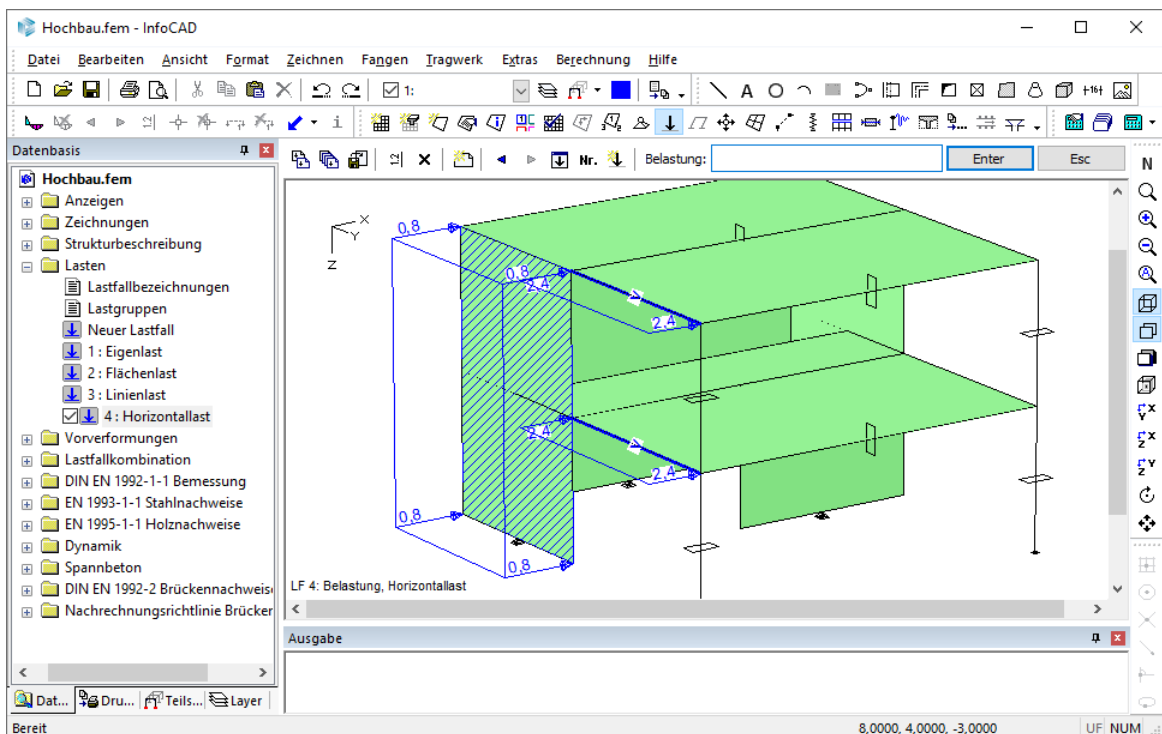 Hochbau.fem - InfoCAD
Datei Bearbeiten Ansicht Format Zeichnen Fangen Tragwerk Extras Berechnung Hilfe
1:
Datenbasis
Belastung:
Enter
Esc
Nr.
N
Hochbau.fem
Anzeigen
Zeichnungen
Strukturbeschreibung
Lasten
Lastfallbezeichnungen
Lastgruppen
Neuer Lastfall
1 : Eigenlast
2 : Flächenlast
3 : Linienlast
4 : Horizontallast
Vorverformungen
Lastfallkombination
DIN EN 1992-1-1 Bemessung
EN 1993-1-1 Stahlnachweise
EN 1995-1-1 Holznachweise
Dynamik
Spannbeton
DIN EN 1992-2 Brückennachweis
Nachrechnungsrichtlinie Brücker
X
Y
Z
0,8
0,8
2,4
2,4
2,4
2,4
0,8
0,8
LF 4: Belastung, Horizontallast
Ausgabe
Dat... Dru... Teils... Layer
Bereit
8,0000, 4,0000, -3,0000
UF NUM